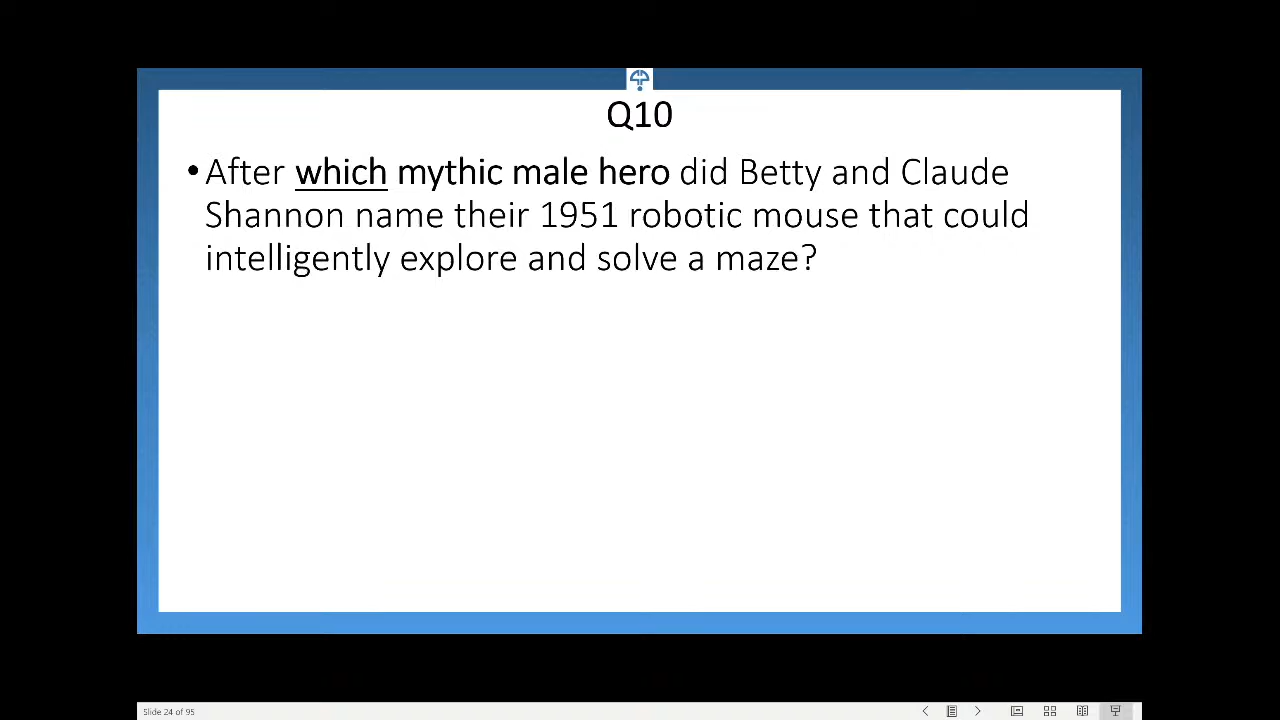 Q10
•After which mythic male hero did Betty and Claude
Shannon name their 1951 robotic mouse that could
intelligently explore and solve a maze?
Slide 24 of 95